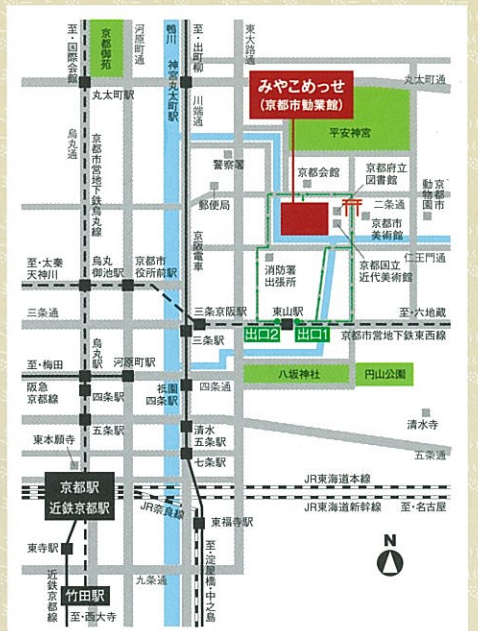 至・国際会館
京都御苑
河原町通
鴨川
神宮丸太町駅
至・出町柳
川端通
東大路通
丸太町駅
丸太町通
みやこめっせ
(京都市勧業館)
平安神宮
烏丸通
京都市営地下鉄烏丸線
警察署
郵便局
京都会館
京都府立
図書館
二条通
京都市
動物園
京都市
美術館
京都国立
近代美術館
仁王門通
消防署
出張所
京阪電車
至・太秦
天神川
烏丸
御池駅
京都市
役所前駅
三条通
三条京阪駅
東山駅
至・六地蔵
三条駅
出口2
出口1
京都市営地下鉄東西線
烏丸駅
至・梅田
河原町駅
阪急
京都線
四条駅
祇園
四条駅
四条通
八坂神社
円山公園
五条駅
清水
五条駅
清水寺
五条通
東本願寺
七条駅
京都駅
近鉄京都駅
JR東海道本線
JR奈良線
JR東海道新幹線
至・名古屋
東福寺駅
東寺駅
至・淀屋橋・中之島
九条通
近鉄京都線
竹田駅
至・西大寺
N